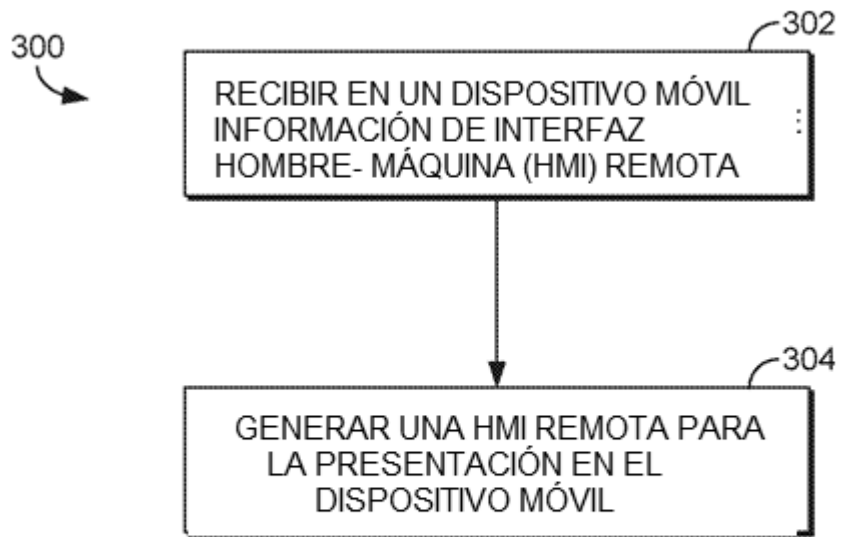 300
302
RECIBIR EN UN DISPOSITIVO MÓVIL
INFORMACIÓN DE INTERFAZ
HOMBRE- MÁQUINA (HMI) REMOTA
304
GENERAR UNA HMI REMOTA PARA
LA PRESENTACIÓN EN EL
DISPOSITIVO MÓVIL